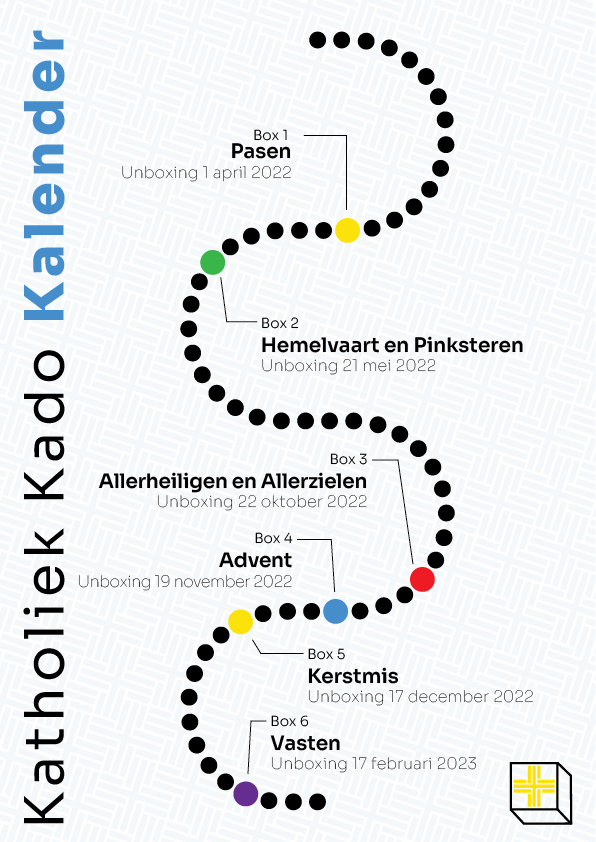 Katholiek Kado Kalender
Box 1
Pasen
Unboxing 1 april 2022
Box 2
Hemelvaart en Pinksteren
Unboxing 21 mei 2022
Box 3
Allerheiligen en Allerzielen
Unboxing 22 oktober 2022
Box 4
Advent
Unboxing 19 november 2022
Box 5
Kerstmis
Unboxing 17 december 2022
Box 6
Vasten
Unboxing 17 februari 2023